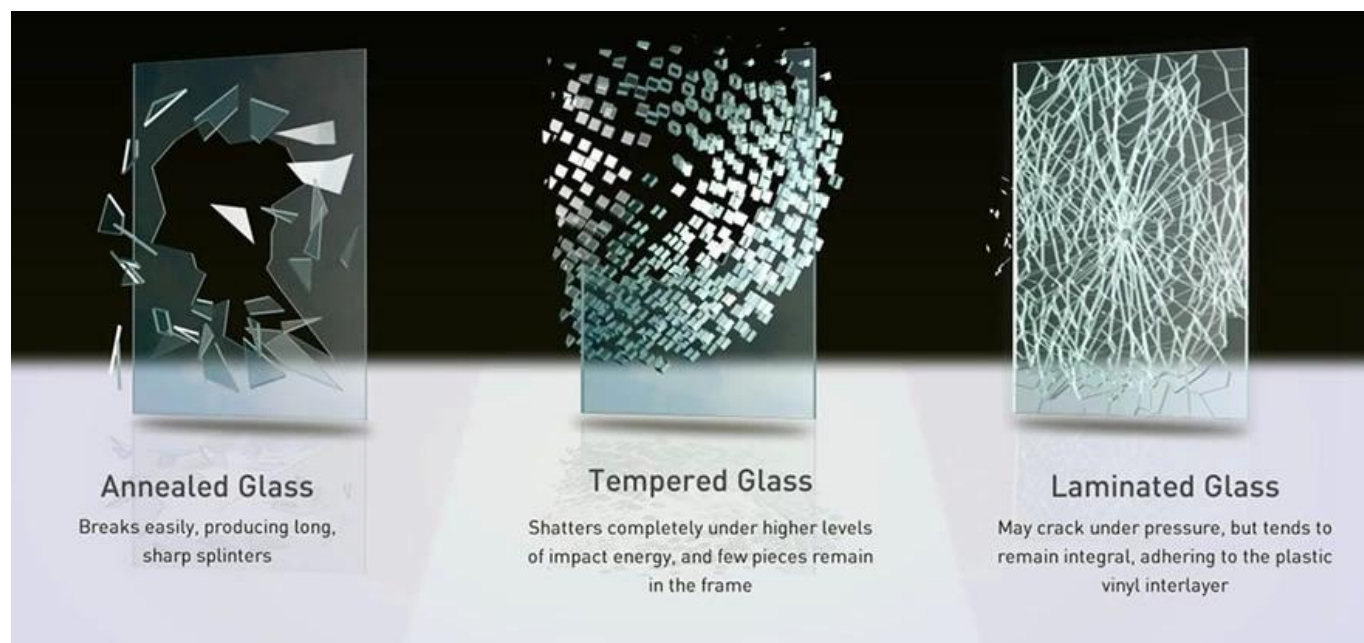 Annealed Glass
Breaks easily, producing long,
sharp splinters
Tempered Glass
Shatters completely under higher levels
of impact energy, and few pieces remain
in the frame
Laminated Glass
May crack under pressure, but tends to
remain integral, adhering to the plastic
vinyl interlayer